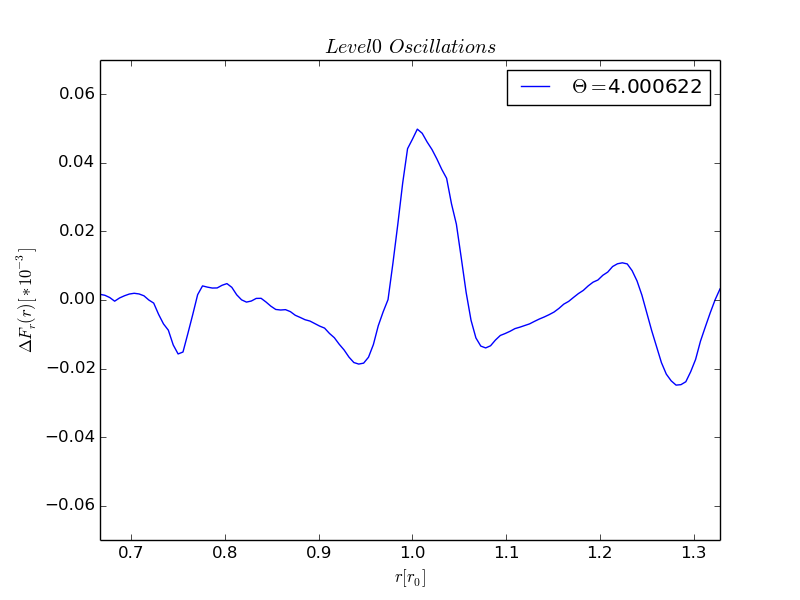 Level0 Oscillations
Θ =4.000622
0.06
0.04
0.02
0.00
−0.02
−0.04
−0.06
ΔF_r(r)[*10^{-3}]
0.7 0.8 0.9 1.0 1.1 1.2 1.3
r[r_0]